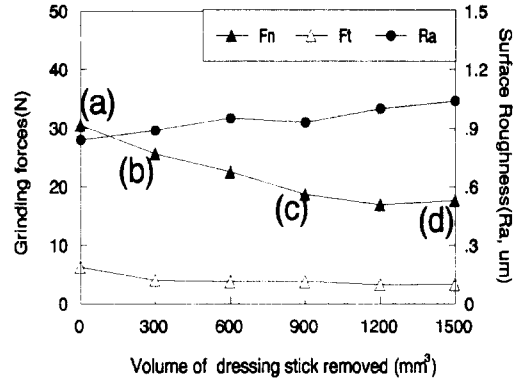 Fn Ft Ra
Grinding forces(N)
50
40
30
20
10
0
Surface Roughness(Ra, um)
1.5
1.2
.9
.6
.3
0
(a)
(b)
(c)
(d)
0 300 600 900 1200 1500
Volume of dressing stick removed (mm³)